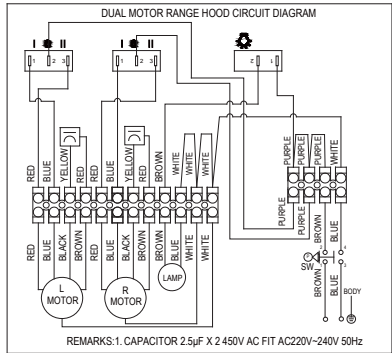 DUAL MOTOR RANGE HOOD CIRCUIT DIAGRAM
I II I II
1 2 3 1 2 3 2 1
RED BLUE YELLOW RED RED BLUE YELLOW RED BROWN WHITE WHITE WHITE PURPLE PURPLE PURPLE WHITE
RED BLUE BLACK BROWN RED BLUE BLACK BROWN BROWN BLUE WHITE WHITE PURPLE PURPLE BROWN BLUE
L
MOTOR
R
MOTOR
LAMP
P
SW
BROWN BLUE BODY
REMARKS:1. CAPACITOR 2.5μF X 2 450V AC FIT AC220V~240V 50Hz